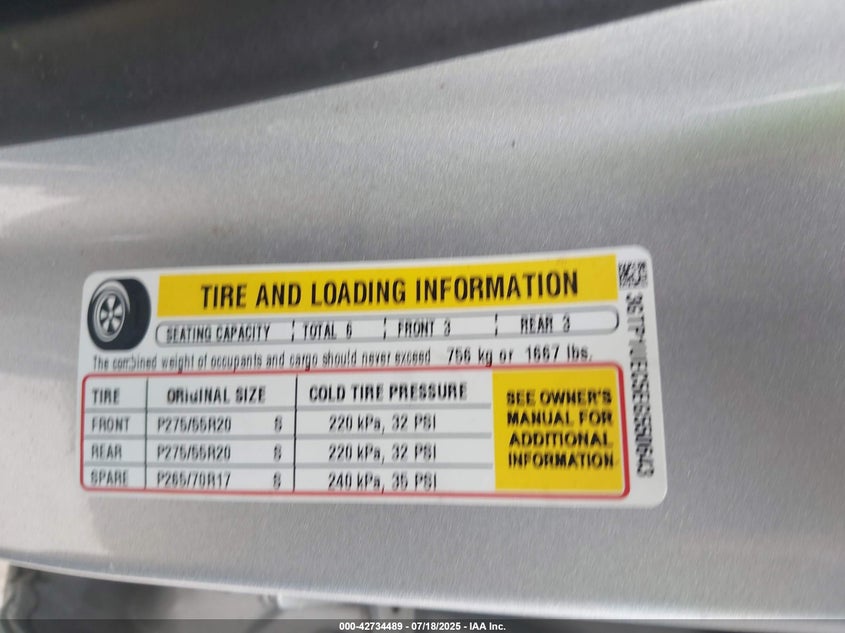 TIRE AND LOADING INFORMATION
SEATING CAPACITY TOTAL 6 FRONT 3 REAR 3
The combined weight of occupants and cargo should never exceed 756 kg or 1667 lbs.
TIRE ORIGINAL SIZE COLD TIRE PRESSURE
FRONT P275/55R20 S 220 kPa, 32 PSI
REAR P275/55R20 S 220 kPa, 32 PSI
SPARE P265/70R17 S 240 kPa, 35 PSI
SEE OWNER'S
MANUAL FOR
ADDITIONAL
INFORMATION
000-42734489 - 07/18/2025 - IAA Inc.